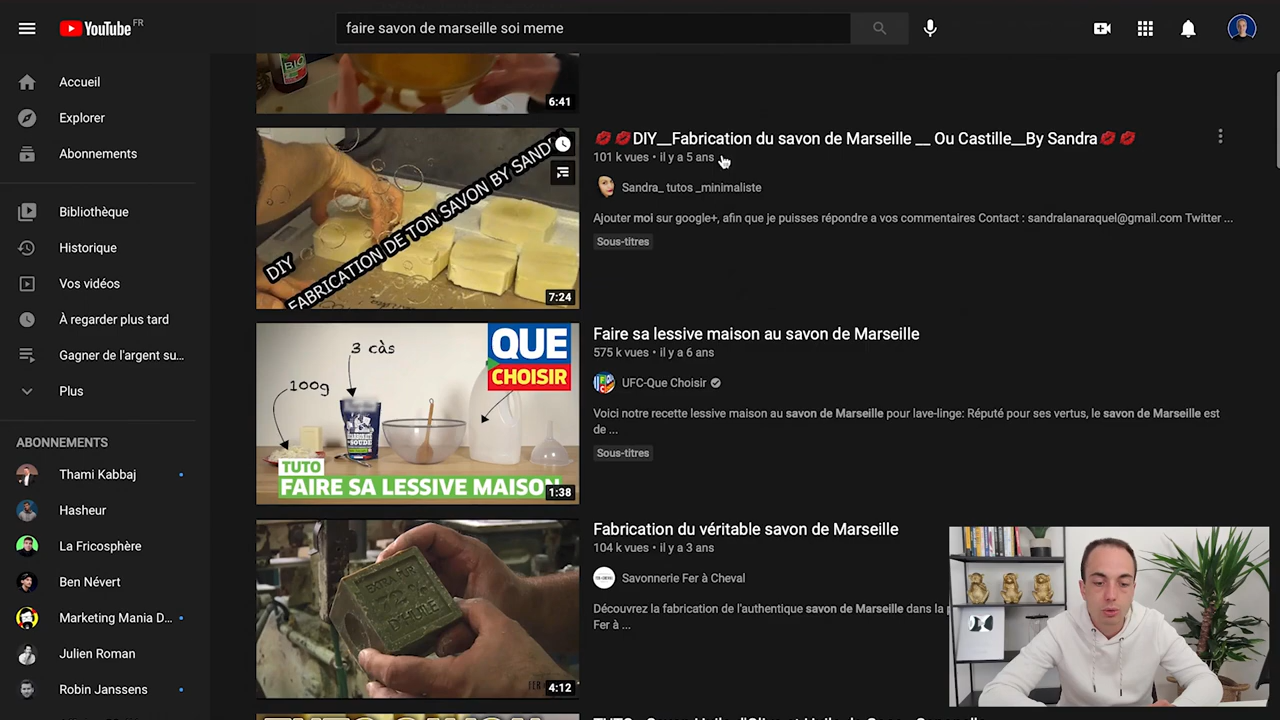 YouTube FR
faire savon de marseille soi meme
Accueil
Explorer
Abonnements
Bibliothèque
Historique
Vos vidéos
À regarder plus tard
Gagner de l'argent su...
Plus
ABONNEMENTS
Thami Kabbaj
Hasheur
La Fricosphère
Ben Névert
Marketing Mania D...
Julien Roman
Robin Janssens
BIO
6:41
DIY
FABRICATION DE TON SAVON BY SAND
7:24
💋💋DIY__Fabrication du savon de Marseille __ Ou Castille__By Sandra💋💋
101 k vues • il y a 5 ans
Sandra_ tutos _minimaliste
Ajouter moi sur google+, afin que je puisses répondre a vos commentaires Contact : sandralanaraquel@gmail.com Twitter ...
Sous-titres
100g
3 càs
QUE
CHOISIR
TUTO
FAIRE SA LESSIVE MAISON
1:38
Faire sa lessive maison au savon de Marseille
575 k vues • il y a 6 ans
UFC-Que Choisir
Voici notre recette lessive maison au savon de Marseille pour lave-linge: Réputé pour ses vertus, le savon de Marseille est
de ...
Sous-titres
4:12
Fabrication du véritable savon de Marseille
104 k vues • il y a 3 ans
Savonnerie Fer à Cheval
Découvrez la fabrication de l'authentique savon de Marseille dans la
Fer à ...